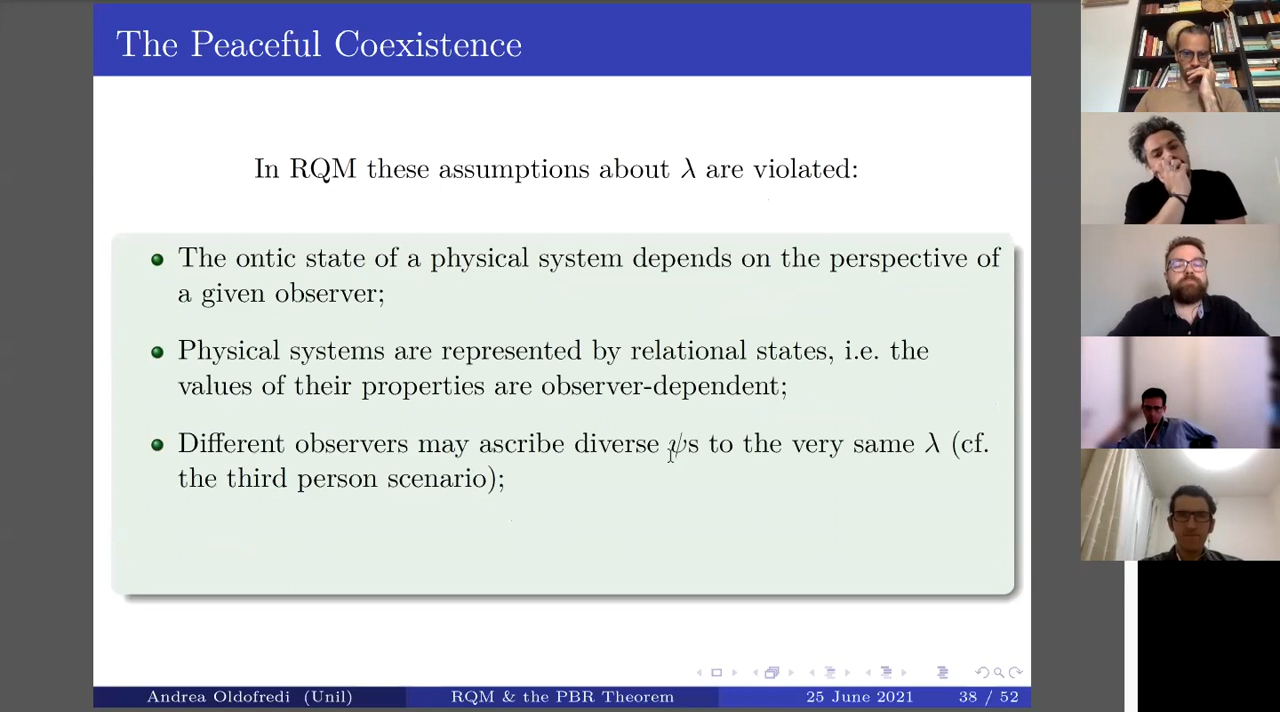 The Peaceful Coexistence
In RQM these assumptions about λ are violated:
The ontic state of a physical system depends on the perspective of
a given observer;
Physical systems are represented by relational states, i.e. the
values of their properties are observer-dependent;
Different observers may ascribe diverse ψs to the very same λ (cf.
the third person scenario);
Andrea Oldofredi (Unil) RQM & the PBR Theorem 25 June 2021 38 / 52